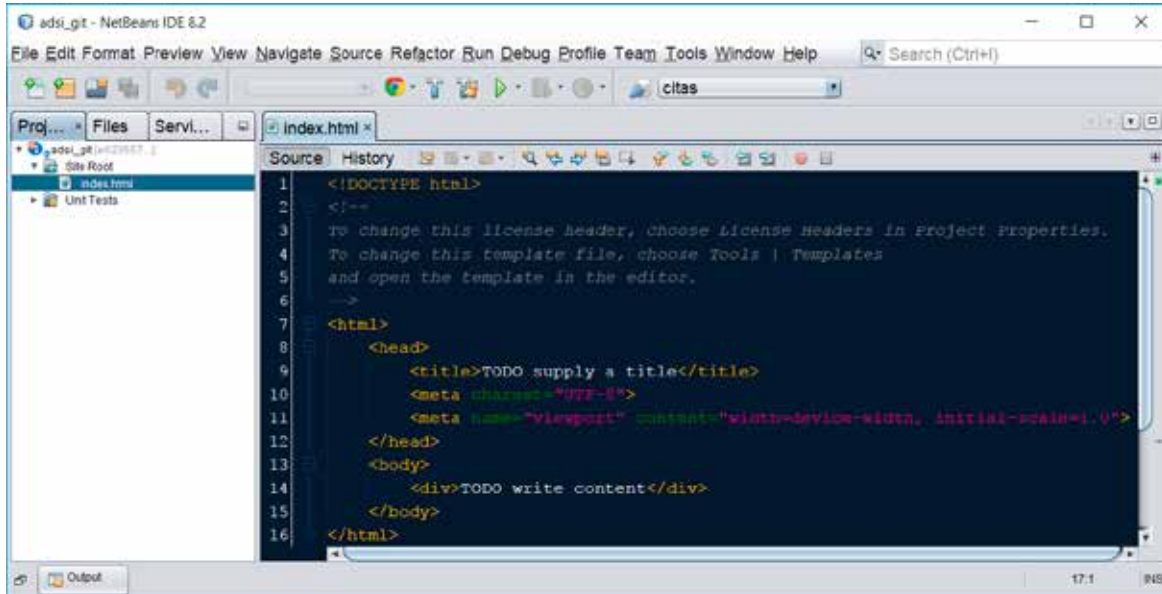 adsi_git - NetBeans IDE 8.2
File Edit Format Preview View Navigate Source Refactor Run Debug Profile Team Tools Window Help
Search (Ctrl+I)
citas
Proj... Files Servi...
index.html
adsi_git
Site Root
index.html
Unit Tests
Source History
1 <!DOCTYPE html>
2 <!--
3 To change this license header, choose License Headers in Project Properties.
4 To change this template file, choose Tools | Templates
5 and open the template in the editor.
6 -->
7 <html>
8 <head>
9 <title>TODO supply a title</title>
10 <meta charset="UTF-8">
11 <meta name="viewport" content="width=device-width, initial-scale=1.0">
12 </head>
13 <body>
14 <div>TODO write content</div>
15 </body>
16 </html>
Output
17:1
INS